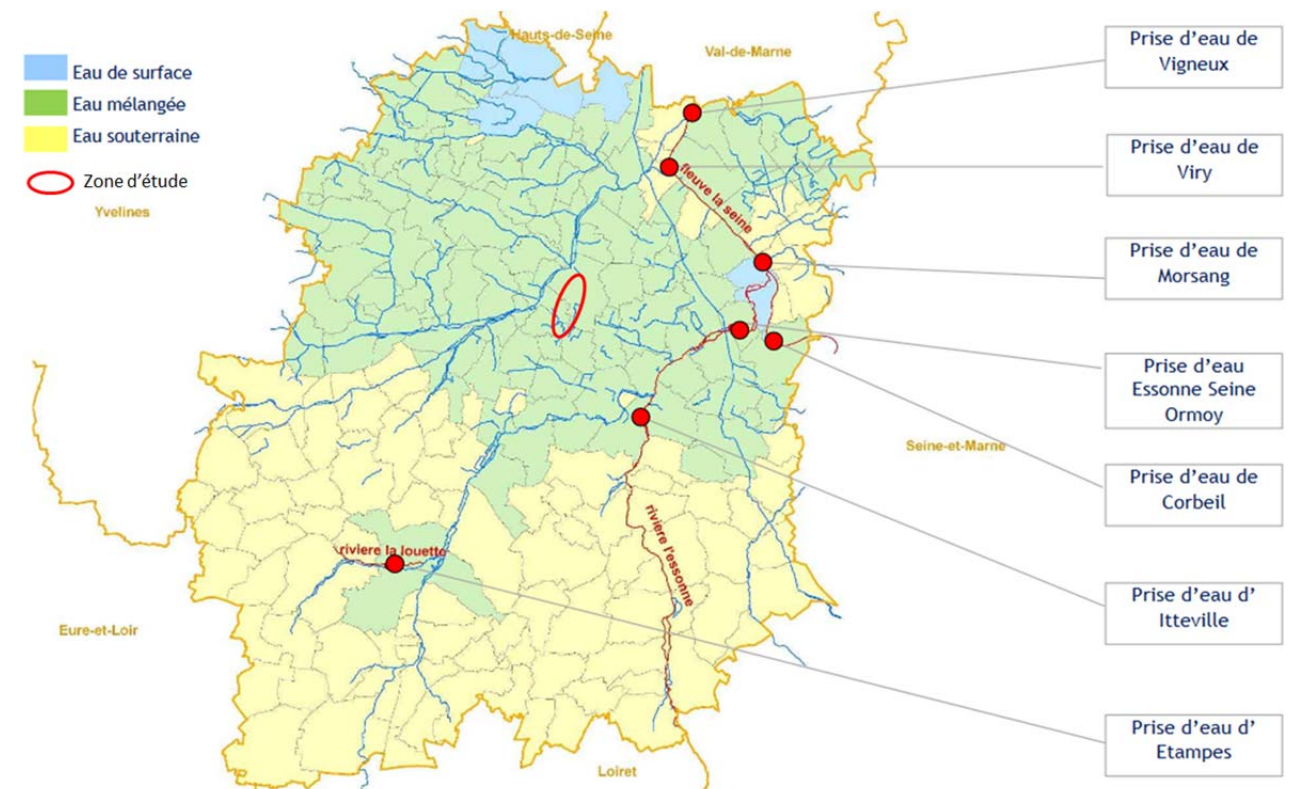 Hauts-de-Seine
Val-de-Marne
Eau de surface
Eau mélangée
Eau souterraine
Zone d'étude
Yvelines
fleuve la seine
Seine-et-Marne
riviere la louette
riviere l'essonne
Eure-et-Loir
Loiret
Prise d'eau de
Vigneux
Prise d'eau de
Viry
Prise d'eau de
Morsang
Prise d'eau
Essonne Seine
Ormoy
Prise d'eau de
Corbeil
Prise d'eau d'
Itteville
Prise d'eau d'
Etampes